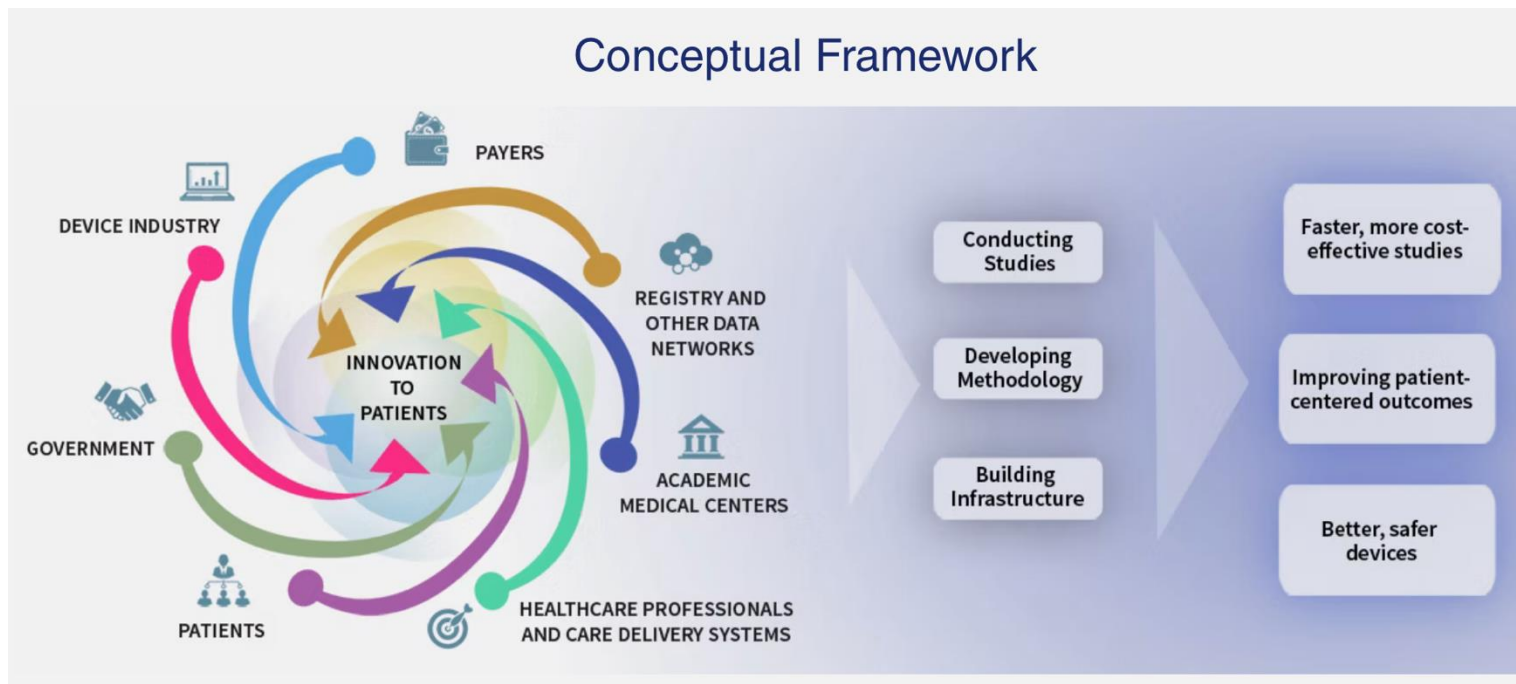 Conceptual Framework
PAYERS
DEVICE INDUSTRY
REGISTRY AND
OTHER DATA
NETWORKS
INNOVATION
TO
PATIENTS
GOVERNMENT
ACADEMIC
MEDICAL CENTERS
PATIENTS
HEALTHCARE PROFESSIONALS
AND CARE DELIVERY SYSTEMS
Conducting
Studies
Developing
Methodology
Building
Infrastructure
Faster, more cost-
effective studies
Improving patient-
centered outcomes
Better, safer
devices